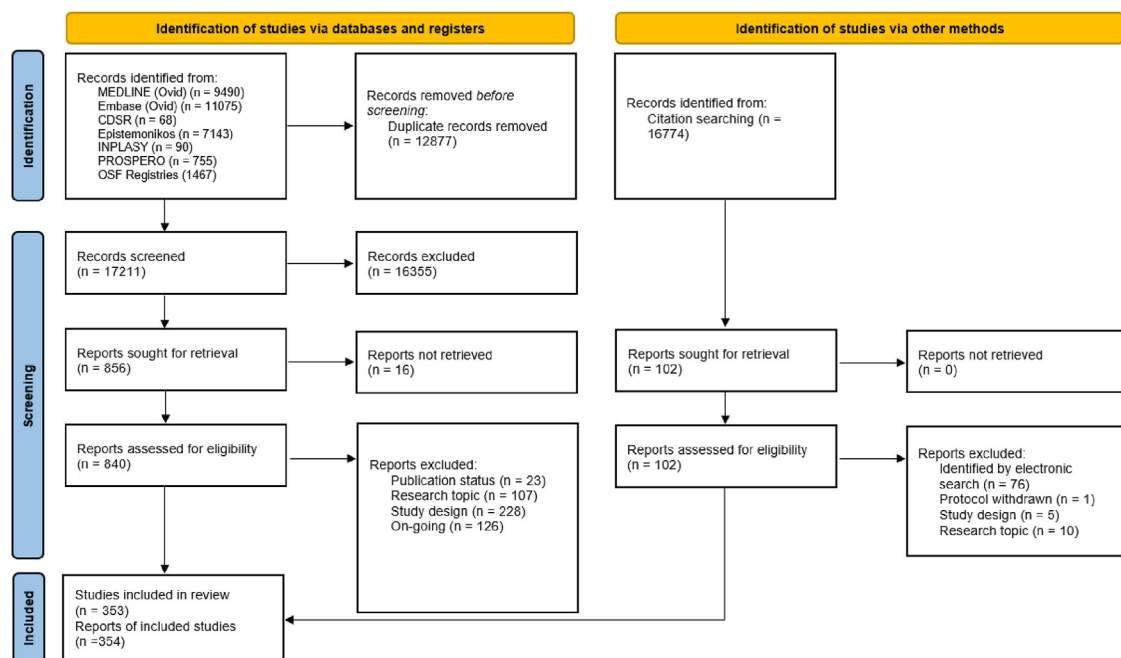 Identification of studies via databases and registers
Identification of studies via other methods
Identification
Records identified from:
MEDLINE (Ovid) (n = 9490)
Embase (Ovid) (n = 11075)
CDSR (n = 68)
Epistemonikos (n = 7143)
INPLASY (n = 90)
PROSPERO (n = 755)
OSF Registries (1467)
Records removed before
screening:
Duplicate records removed
(n = 12877)
Records identified from:
Citation searching (n =
16774)
Screening
Records screened
(n = 17211)
Records excluded
(n = 16355)
Reports sought for retrieval
(n = 856)
Reports not retrieved
(n = 16)
Reports sought for retrieval
(n = 102)
Reports not retrieved
(n = 0)
Reports assessed for eligibility
(n = 840)
Reports excluded:
Publication status (n = 23)
Research topic (n = 107)
Study design (n = 228)
On-going (n = 126)
Reports assessed for eligibility
(n = 102)
Reports excluded:
Identified by electronic
search (n = 76)
Protocol withdrawn (n = 1)
Study design (n = 5)
Research topic (n = 10)
Included
Studies included in review
(n = 353)
Reports of included studies
(n =354)